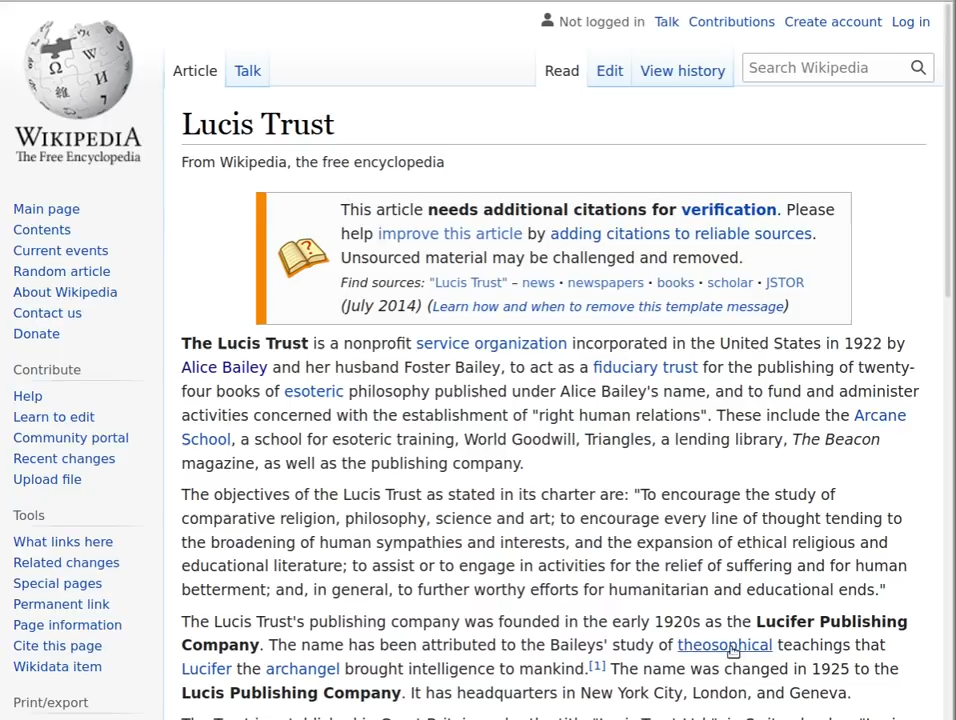 Not logged in Talk Contributions Create account Log in
Article Talk Read Edit View history Search Wikipedia
WIKIPEDIA
The Free Encyclopedia
Main page
Contents
Current events
Random article
About Wikipedia
Contact us
Donate
Contribute
Help
Learn to edit
Community portal
Recent changes
Upload file
Tools
What links here
Related changes
Special pages
Permanent link
Page information
Cite this page
Wikidata item
Print/export
Lucis Trust
From Wikipedia, the free encyclopedia
This article needs additional citations for verification. Please
help improve this article by adding citations to reliable sources.
Unsourced material may be challenged and removed.
Find sources: "Lucis Trust" – news · newspapers · books · scholar · JSTOR
(July 2014) (Learn how and when to remove this template message)
The Lucis Trust is a nonprofit service organization incorporated in the United States in 1922 by
Alice Bailey and her husband Foster Bailey, to act as a fiduciary trust for the publishing of twenty-
four books of esoteric philosophy published under Alice Bailey's name, and to fund and administer
activities concerned with the establishment of "right human relations". These include the Arcane
School, a school for esoteric training, World Goodwill, Triangles, a lending library, The Beacon
magazine, as well as the publishing company.
The objectives of the Lucis Trust as stated in its charter are: "To encourage the study of
comparative religion, philosophy, science and art; to encourage every line of thought tending to
the broadening of human sympathies and interests, and the expansion of ethical religious and
educational literature; to assist or to engage in activities for the relief of suffering and for human
betterment; and, in general, to further worthy efforts for humanitarian and educational ends."
The Lucis Trust's publishing company was founded in the early 1920s as the Lucifer Publishing
Company. The name has been attributed to the Baileys' study of theosophical teachings that
Lucifer the archangel brought intelligence to mankind.[1] The name was changed in 1925 to the
Lucis Publishing Company. It has headquarters in New York City, London, and Geneva.